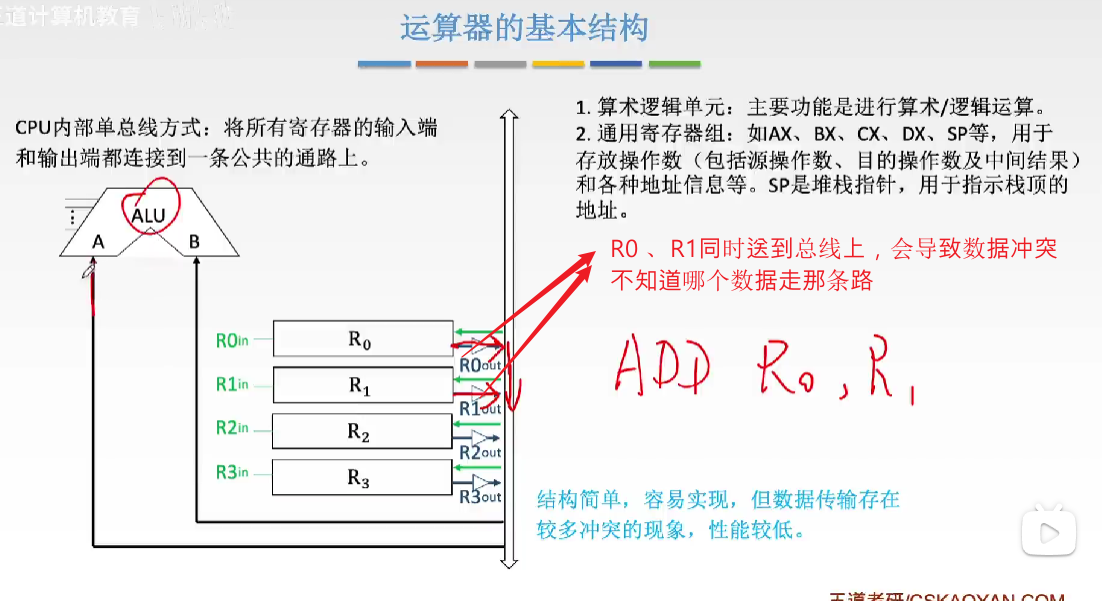 王道计算机教育
运算器的基本结构
CPU内部单总线方式：将所有寄存器的输入端
和输出端都连接到一条公共的通路上。
1. 算术逻辑单元：主要功能是进行算术/逻辑运算。
2. 通用寄存器组：如IAX、BX、CX、DX、SP等，用于
存放操作数（包括源操作数、目的操作数及中间结果）
和各种地址信息等。SP是堆栈指针，用于指示栈顶的
地址。
ALU
A
B
R0、R1同时送到总线上，会导致数据冲突
不知道哪个数据走那条路
R0in
R0
R0out
R1in
R1
R1out
R2in
R2
R2out
R3in
R3
R3out
ADD R0, R1
结构简单，容易实现，但数据传输存在
较多冲突的现象，性能较低。
王道考研/CSKAOYAN.COM